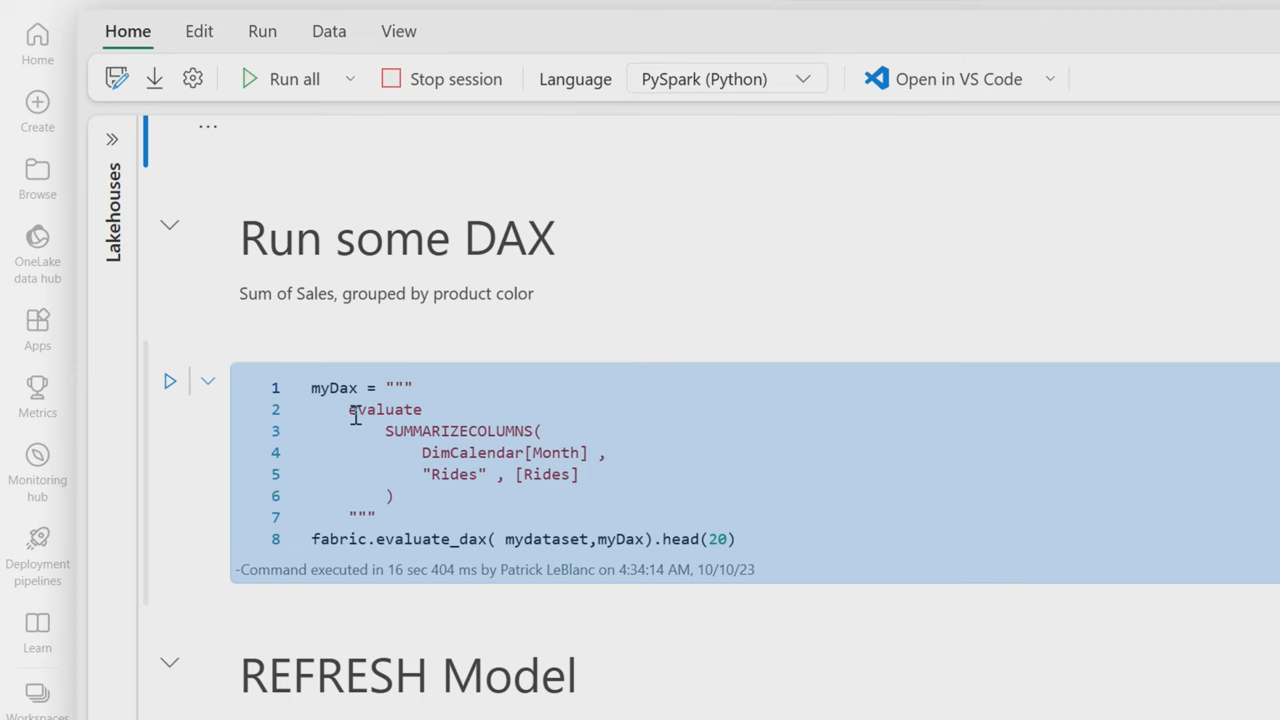 Home Edit Run Data View
Run all Stop session Language PySpark (Python) Open in VS Code
Home
Create
Browse
OneLake
data hub
Apps
Metrics
Monitoring
hub
Deployment
pipelines
Learn
Workspaces
Lakehouses
...
Run some DAX
Sum of Sales, grouped by product color
1 myDax = """
2 evaluate
3 SUMMARIZECOLUMNS(
4 DimCalendar[Month] ,
5 "Rides" , [Rides]
6 )
7 """
8 fabric.evaluate_dax( mydataset,myDax).head(20)
-Command executed in 16 sec 404 ms by Patrick LeBlanc on 4:34:14 AM, 10/10/23
REFRESH Model